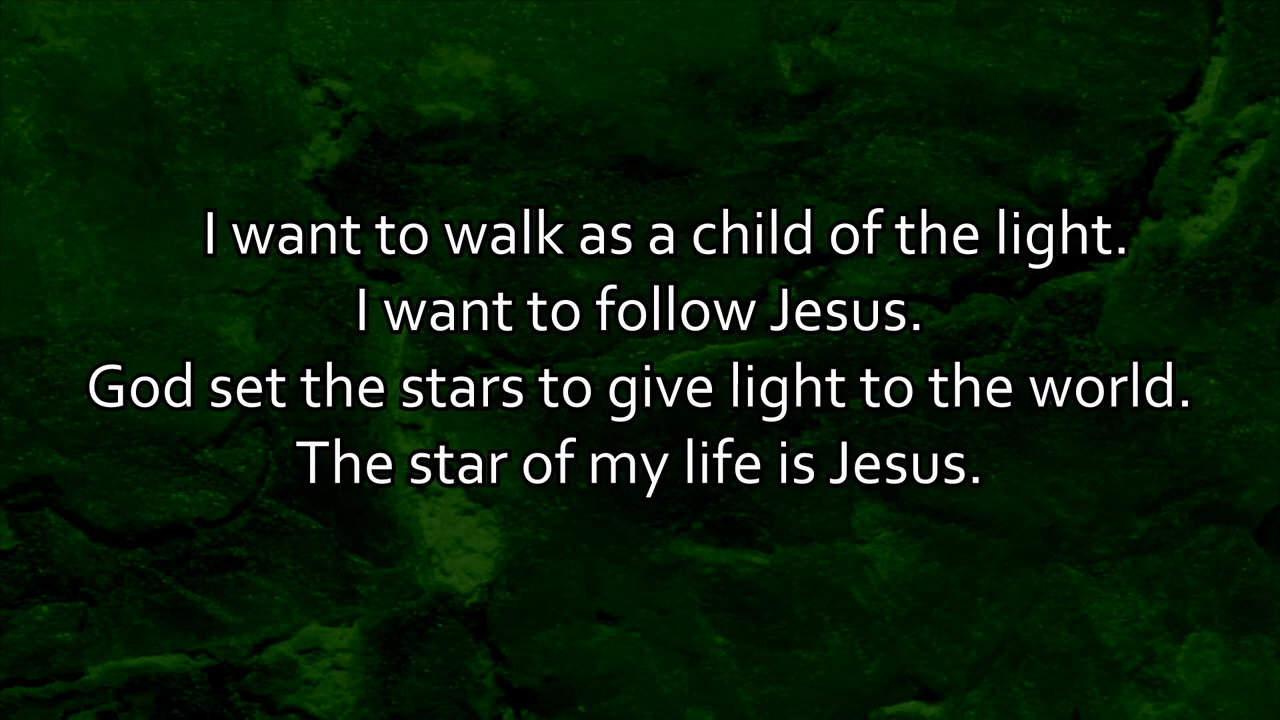 I want to walk as a child of the light.
I want to follow Jesus.
God set the stars to give light to the world.
The star of my life is Jesus.